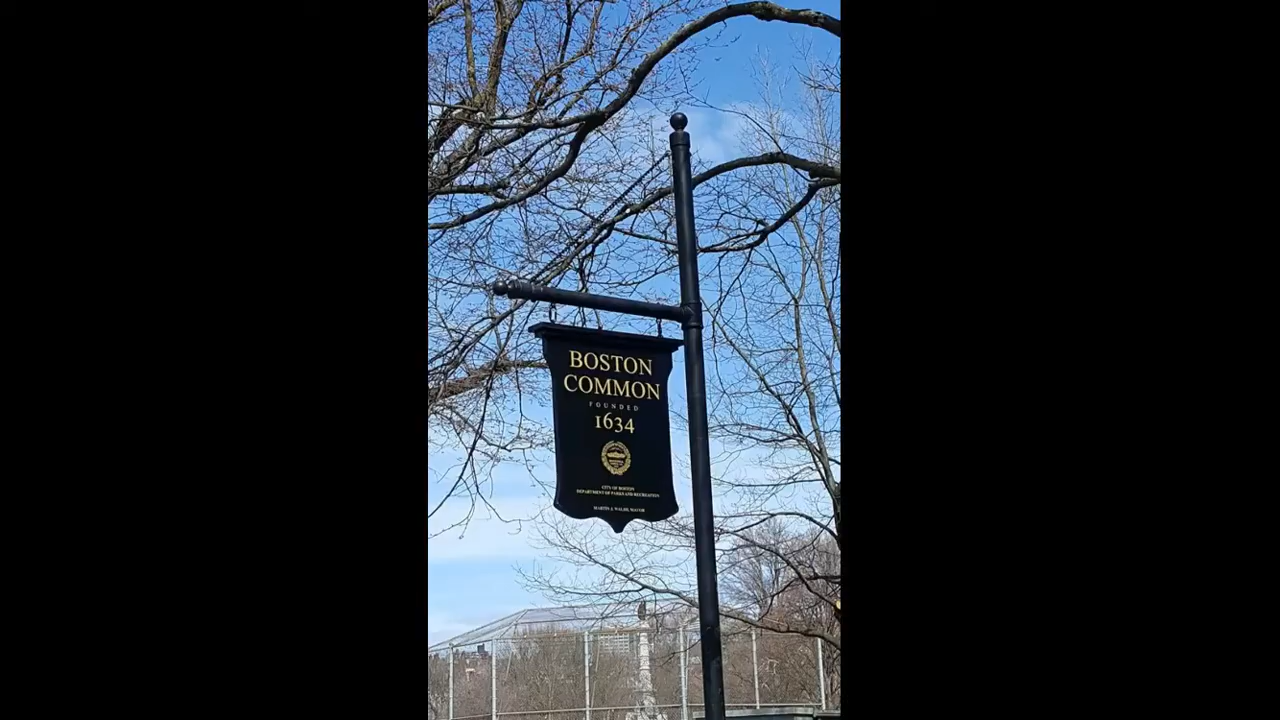 BOSTON
COMMON
FOUNDED
1634
CITY OF BOSTON
DEPARTMENT OF PARKS AND RECREATION
MARTIN J. WALSH, MAYOR